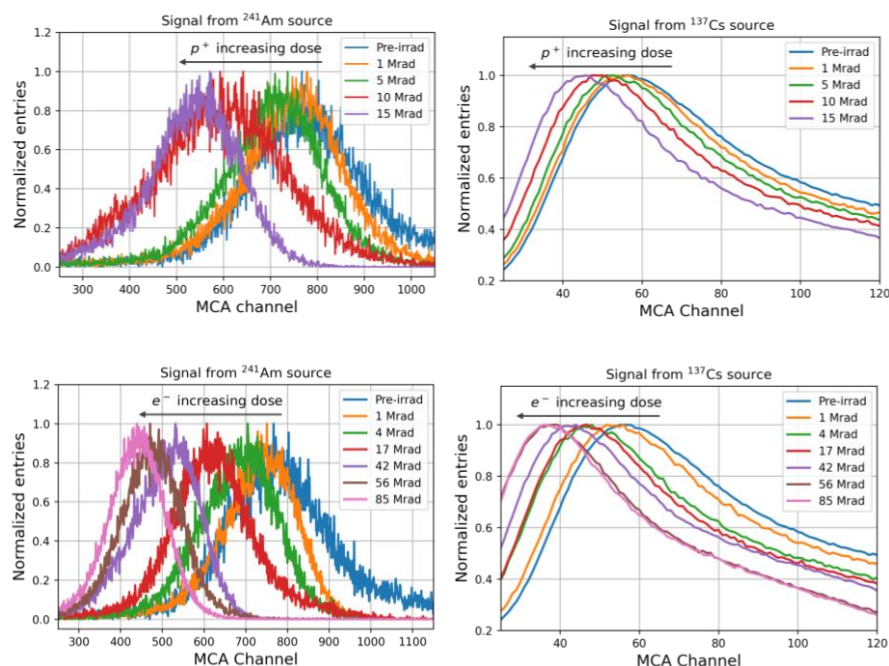 Signal from ²⁴¹Am source
1.2
1.0
0.8
0.6
0.4
0.2
0.0
Normalized entries
p⁺ increasing dose
Pre-irrad
1 Mrad
5 Mrad
10 Mrad
15 Mrad
300 400 500 600 700 800 900 1000
MCA Channel
Signal from ¹³⁷Cs source
1.0
0.8
0.6
0.4
0.2
Normalized entries
p⁺ increasing dose
Pre-irrad
1 Mrad
5 Mrad
10 Mrad
15 Mrad
40 60 80 100 120
MCA Channel
Signal from ²⁴¹Am source
1.2
1.0
0.8
0.6
0.4
0.2
0.0
Normalized entries
e⁻ increasing dose
Pre-irrad
1 Mrad
4 Mrad
17 Mrad
42 Mrad
56 Mrad
85 Mrad
300 400 500 600 700 800 900 1000 1100
MCA Channel
Signal from ¹³⁷Cs source
1.0
0.8
0.6
0.4
0.2
Normalized entries
e⁻ increasing dose
Pre-irrad
1 Mrad
4 Mrad
17 Mrad
42 Mrad
56 Mrad
85 Mrad
40 60 80 100 120
MCA Channel